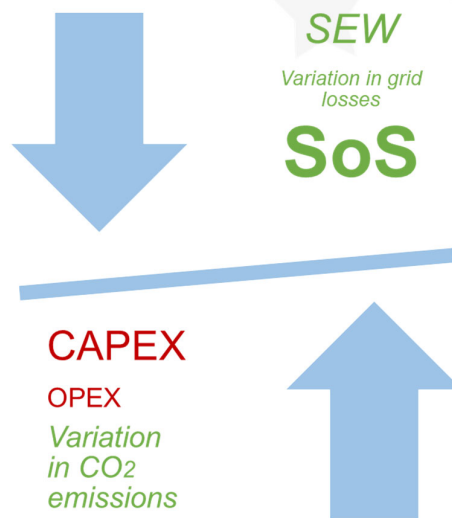 SEW
Variation in grid
losses
SoS
CAPEX
OPEX
Variation
in CO2
emissions